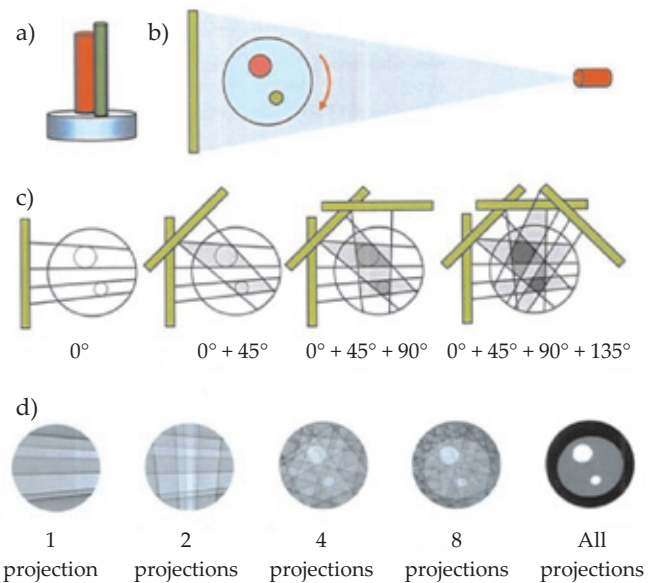 a)
b)
c)
0°
0° + 45°
0° + 45° + 90°
0° + 45° + 90° + 135°
d)
1
projection
2
projections
4
projections
8
projections
All
projections